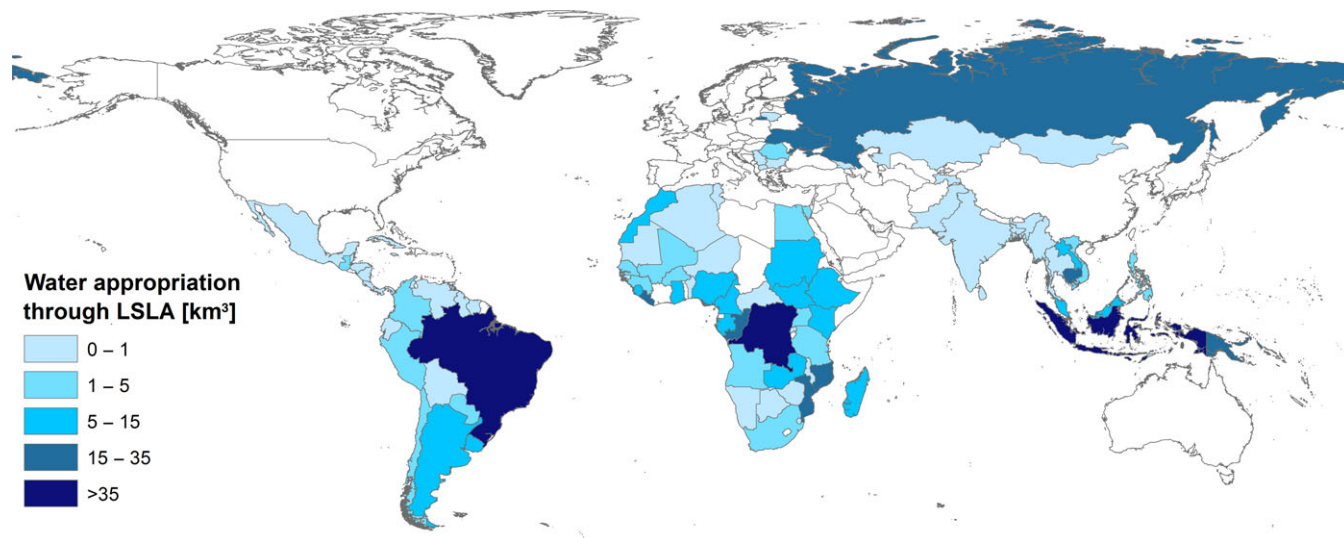 Water appropriation
through LSLA [km³]
0 – 1
1 – 5
5 – 15
15 – 35
>35